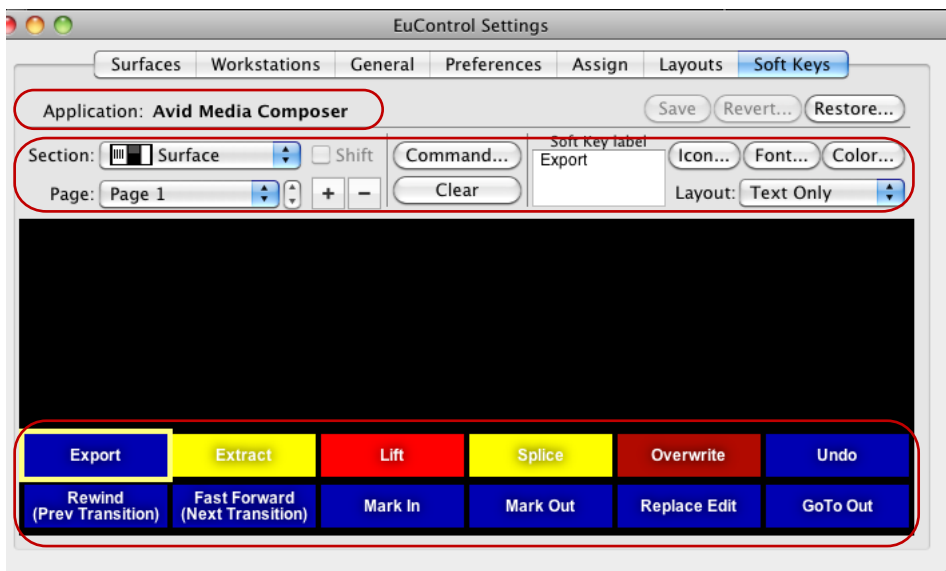 EuControl Settings
Surfaces Workstations General Preferences Assign Layouts Soft Keys
Application: Avid Media Composer Save Revert... Restore...
Section: Surface Shift Command... Soft Key label Icon... Font... Color...
Export
Page: Page 1 + − Clear Layout: Text Only
Export Extract Lift Splice Overwrite Undo
Rewind Fast Forward Mark In Mark Out Replace Edit GoTo Out
(Prev Transition) (Next Transition)